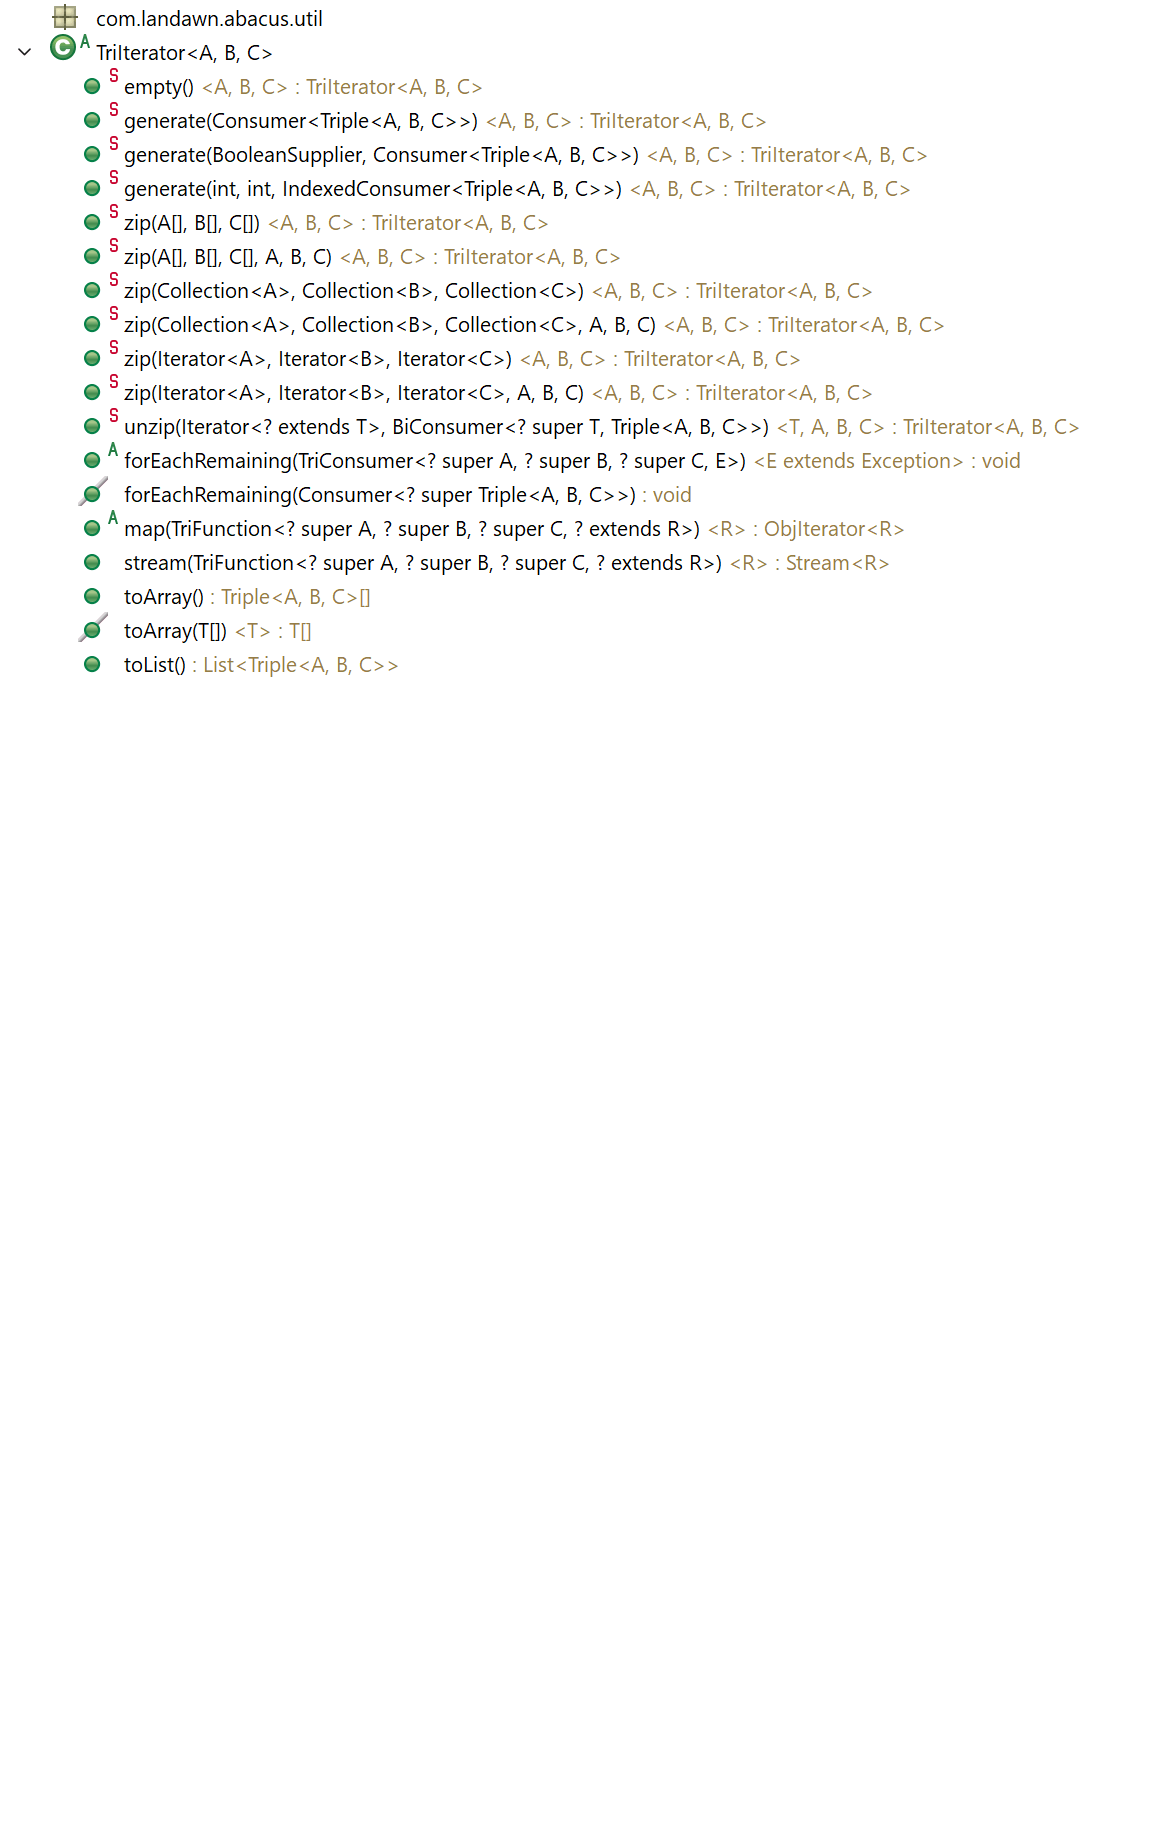 com.landawn.abacus.util
C A TriIterator<A, B, C>
S empty() <A, B, C> : TriIterator<A, B, C>
S generate(Consumer<Triple<A, B, C>>) <A, B, C> : TriIterator<A, B, C>
S generate(BooleanSupplier, Consumer<Triple<A, B, C>>) <A, B, C> : TriIterator<A, B, C>
S generate(int, int, IndexedConsumer<Triple<A, B, C>>) <A, B, C> : TriIterator<A, B, C>
S zip(A[], B[], C[]) <A, B, C> : TriIterator<A, B, C>
S zip(A[], B[], C[], A, B, C) <A, B, C> : TriIterator<A, B, C>
S zip(Collection<A>, Collection<B>, Collection<C>) <A, B, C> : TriIterator<A, B, C>
S zip(Collection<A>, Collection<B>, Collection<C>, A, B, C) <A, B, C> : TriIterator<A, B, C>
S zip(Iterator<A>, Iterator<B>, Iterator<C>) <A, B, C> : TriIterator<A, B, C>
S zip(Iterator<A>, Iterator<B>, Iterator<C>, A, B, C) <A, B, C> : TriIterator<A, B, C>
S unzip(Iterator<? extends T>, BiConsumer<? super T, Triple<A, B, C>>) <T, A, B, C> : TriIterator<A, B, C>
A forEachRemaining(TriConsumer<? super A, ? super B, ? super C, E>) <E extends Exception> : void
forEachRemaining(Consumer<? super Triple<A, B, C>>) : void
A map(TriFunction<? super A, ? super B, ? super C, ? extends R>) <R> : ObjIterator<R>
stream(TriFunction<? super A, ? super B, ? super C, ? extends R>) <R> : Stream<R>
toArray() : Triple<A, B, C>[]
toArray(T[]) <T> : T[]
toList() : List<Triple<A, B, C>>